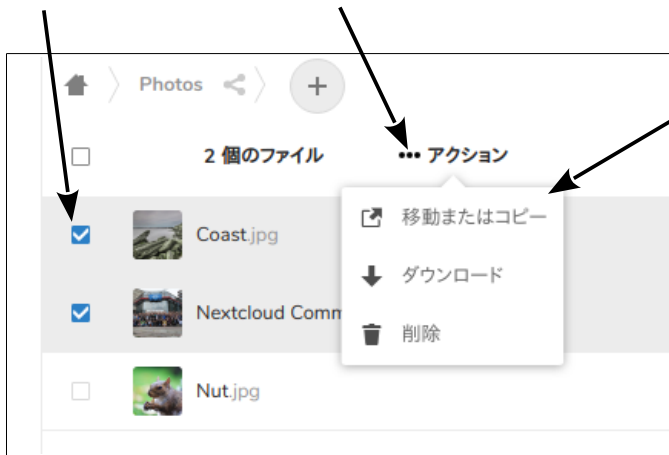 Photos
2 個のファイル ••• アクション
移動またはコピー
Coast.jpg
ダウンロード
Nextcloud Comm
削除
Nut.jpg